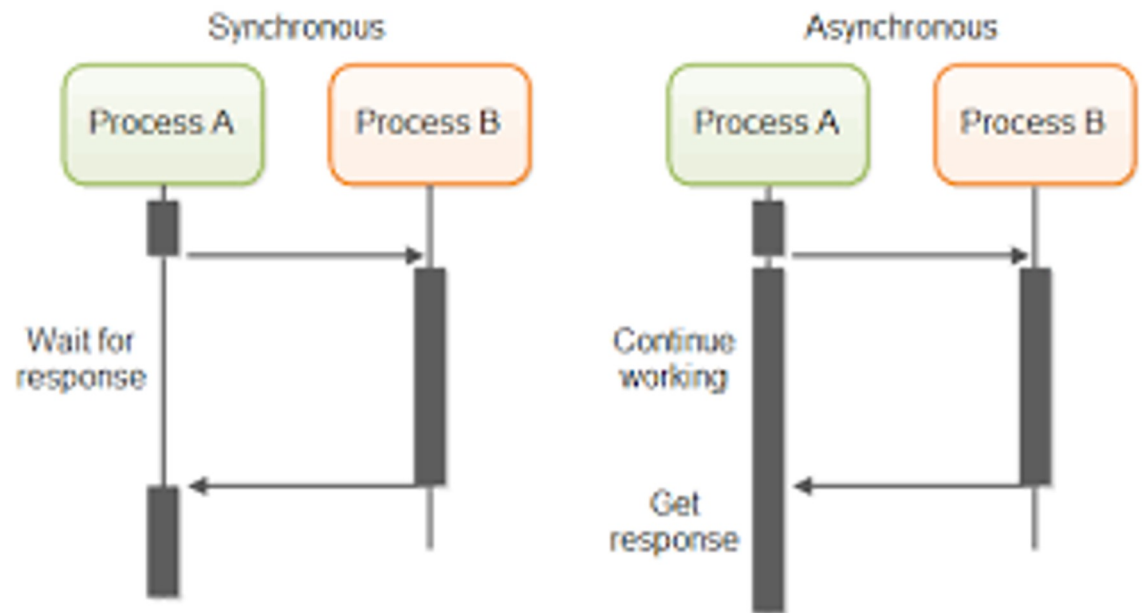 Synchronous
Process A
Process B
Wait for
response
Asynchronous
Process A
Process B
Continue
working
Get
response